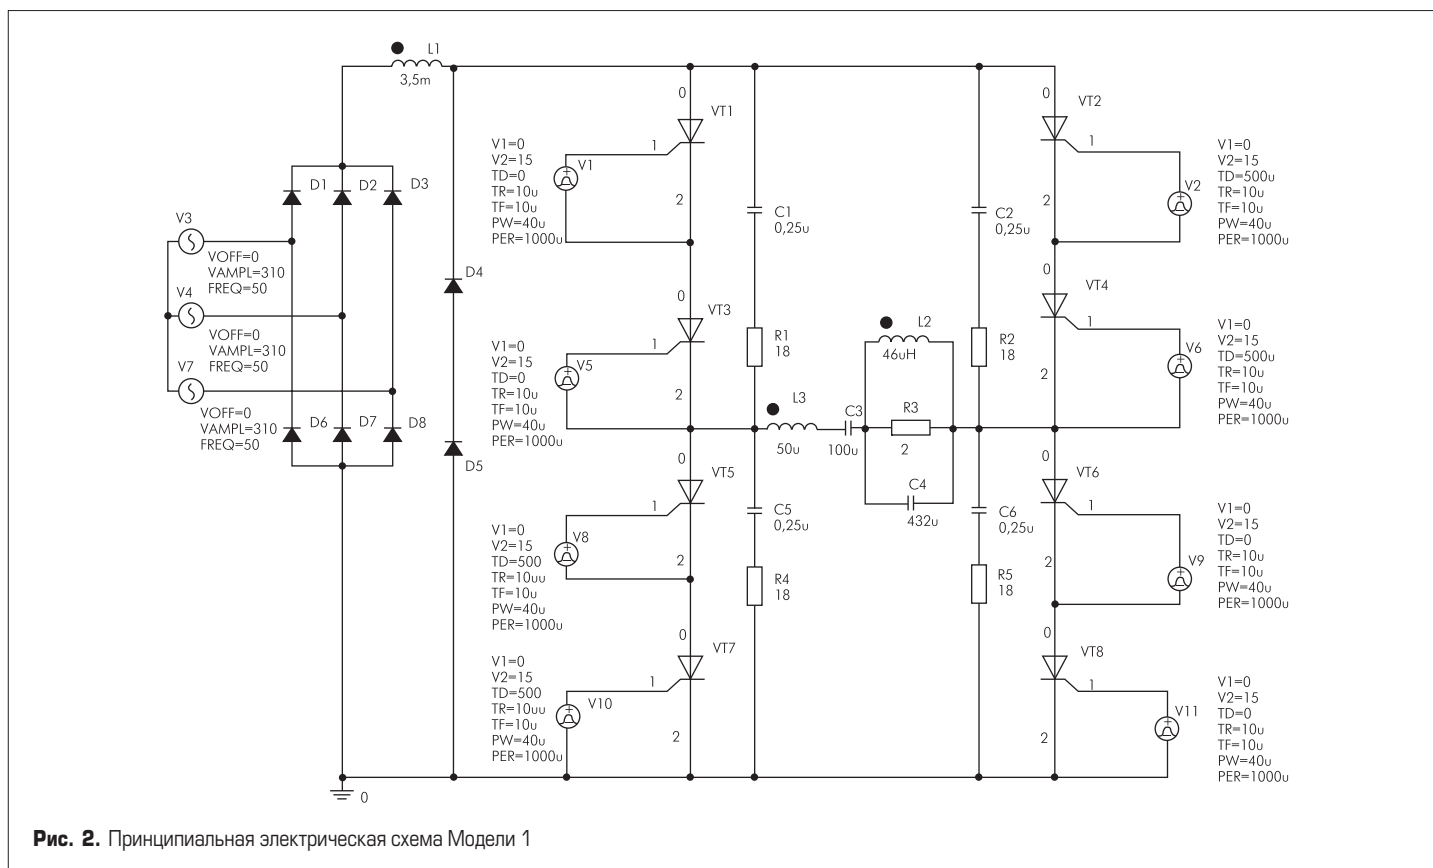 L1
3,5m
0
VT1
1
2
V1=0
V2=15
TD=0
TR=10u
TF=10u
PW=40u
PER=1000u
V1
C1
0,25u
C2
0,25u
0
VT2
1
2
V1=0
V2=15
TD=500u
TR=10u
TF=10u
PW=40u
PER=1000u
V2
D1
D2
D3
V3
VOFF=0
VAMPL=310
FREQ=50
V4
VOFF=0
VAMPL=310
FREQ=50
V7
VOFF=0
VAMPL=310
FREQ=50
D6
D7
D8
D4
D5
0
VT3
1
2
V1=0
V2=15
TD=0
TR=10u
TF=10u
PW=40u
PER=1000u
V5
R1
18
L3
50u
C3
100u
L2
46uH
R3
2
C4
432u
R2
18
0
VT4
1
2
V1=0
V2=15
TD=500u
TR=10u
TF=10u
PW=40u
PER=1000u
V6
0
VT5
1
2
V1=0
V2=15
TD=500
TR=10uu
TF=10u
PW=40u
PER=1000u
V8
C5
0,25u
R4
18
C6
0,25u
R5
18
0
VT6
1
2
V1=0
V2=15
TD=0
TR=10u
TF=10u
PW=40u
PER=1000u
V9
0
VT7
1
2
V1=0
V2=15
TD=500
TR=10uu
TF=10u
PW=40u
PER=1000u
V10
0
VT8
1
2
V1=0
V2=15
TD=0
TR=10u
TF=10u
PW=40u
PER=1000u
V11
0
Рис. 2. Принципиальная электрическая схема Модели 1